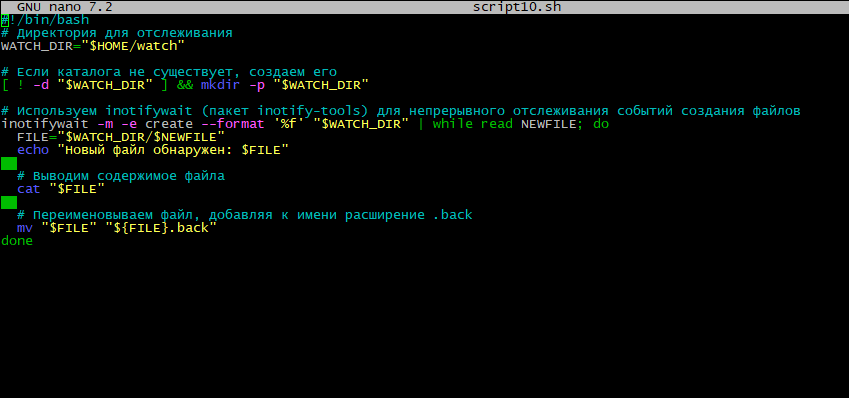 GNU nano 7.2 script10.sh
#!/bin/bash
# Директория для отслеживания
WATCH_DIR="$HOME/watch"
# Если каталога не существует, создаем его
[ ! -d "$WATCH_DIR" ] && mkdir -p "$WATCH_DIR"
# Используем inotifywait (пакет inotify-tools) для непрерывного отслеживания событий создания файлов
inotifywait -m -e create --format '%f' "$WATCH_DIR" | while read NEWFILE; do
FILE="$WATCH_DIR/$NEWFILE"
echo "Новый файл обнаружен: $FILE"
# Выводим содержимое файла
cat "$FILE"
# Переименовываем файл, добавляя к имени расширение .back
mv "$FILE" "${FILE}.back"
done